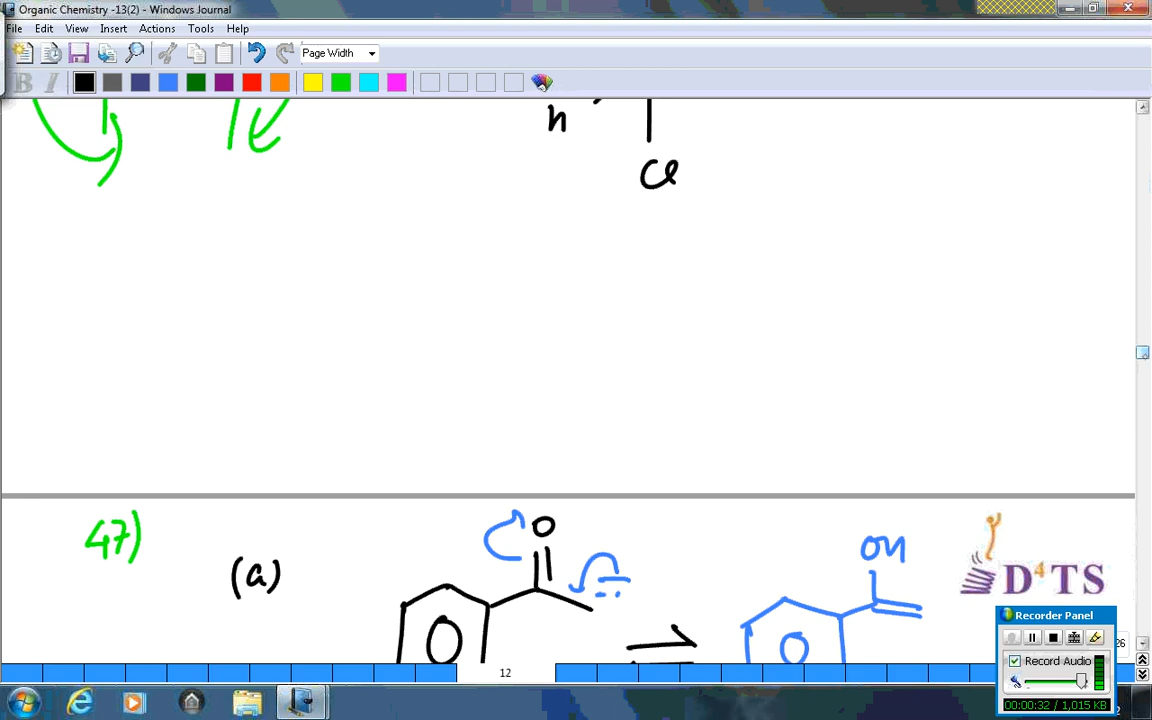 Organic Chemistry -13(2) - Windows Journal
File Edit View Insert Actions Tools Help
Page Width
B I
n
Cl
47)
(a)
O
OH
D4TS
Recorder Panel
Record Audio
00:00:32 / 1,015 KB
26
12